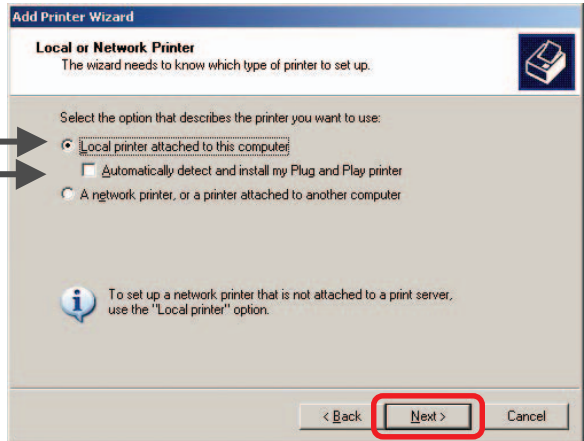 Add Printer Wizard
Local or Network Printer
The wizard needs to know which type of printer to set up.
Select the option that describes the printer you want to use:
Local printer attached to this computer
Automatically detect and install my Plug and Play printer
A network printer, or a printer attached to another computer
To set up a network printer that is not attached to a print server,
use the "Local printer" option.
< Back Next > Cancel